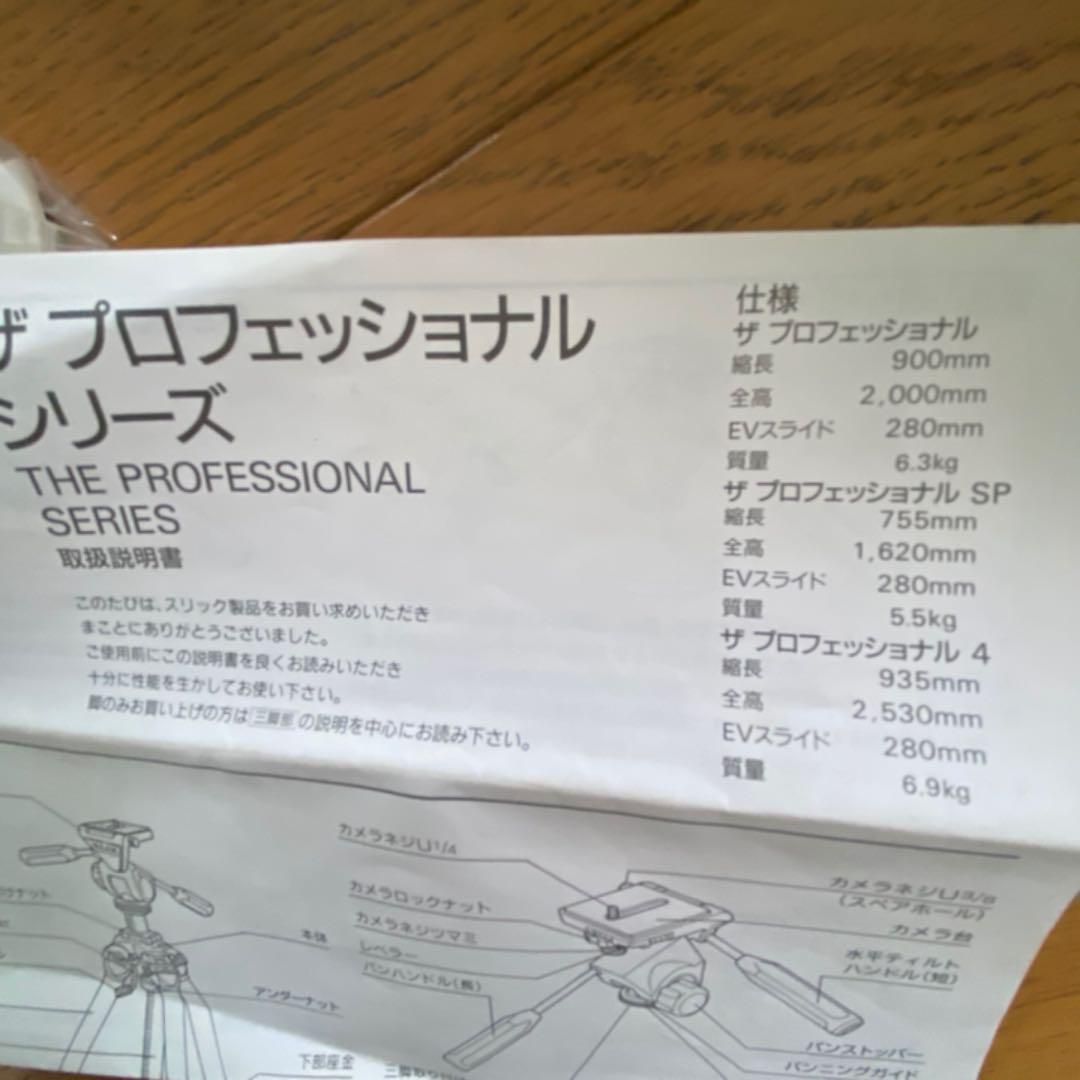 ザ プロフェッショナル
シリーズ
THE PROFESSIONAL
SERIES
取扱説明書
このたびは、スリック製品をお買い求めいただき
まことにありがとうございました。
ご使用前にこの説明書を良くお読みいただき
十分に性能を生かしてお使い下さい。
脚のみお買い上げの方は 三脚部 の説明を中心にお読み下さい。
仕様
ザ プロフェッショナル
縮長 900mm
全高 2,000mm
EVスライド 280mm
質量 6.3kg
ザ プロフェッショナル SP
縮長 755mm
全高 1,620mm
EVスライド 280mm
質量 5.5kg
ザ プロフェッショナル 4
縮長 935mm
全高 2,530mm
EVスライド 280mm
質量 6.9kg
本体
アンダーナット
下部座金
カメラネジU1/4
カメラロックナット
カメラネジツマミ
レベラー
パンハンドル(長)
カメラネジU3/8
(スペアホール)
カメラ台
水平ティルト
ハンドル(短)
パンストッパー
パンニングガイド